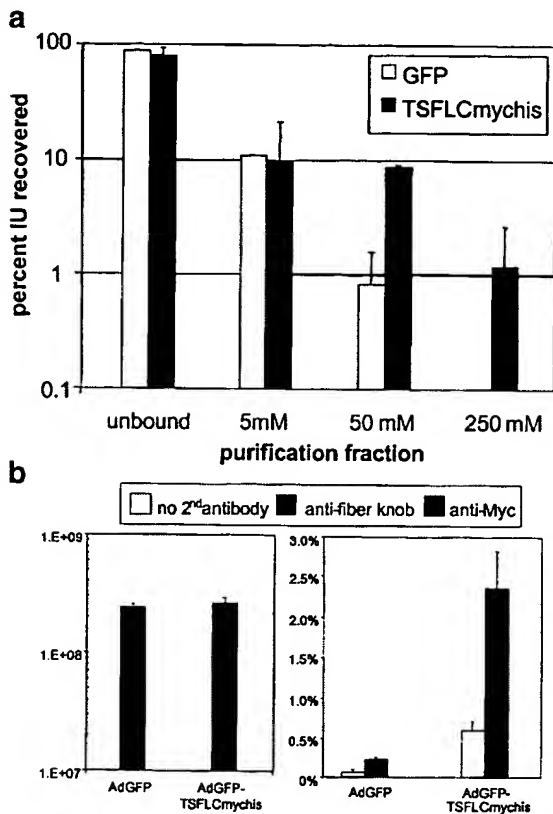 a
percent IU recovered
100
10
1
0.1
GFP
TSFLCmychis
unbound
5mM
50 mM
250 mM
purification fraction
b
no 2nd antibody
anti-fiber knob
anti-Myc
1.E+09
1.E+08
1.E+07
AdGFP
AdGFP-
TSFLCmychis
3.0%
2.5%
2.0%
1.5%
1.0%
0.5%
0%
AdGFP
AdGFP-
TSFLCmychis